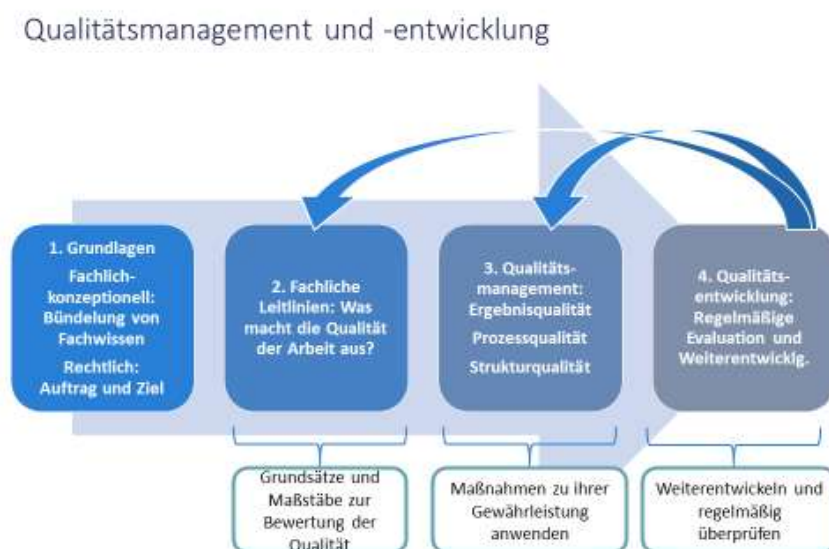 Qualitätsmanagement und -entwicklung
1. Grundlagen
Fachlich-
konzeptionell:
Bündelung von
Fachwissen
Rechtlich:
Auftrag und Ziel
2. Fachliche
Leitlinien: Was
macht die Qualität
der Arbeit aus?
3. Qualitäts-
management:
Ergebnisqualität
Prozessqualität
Strukturqualität
4. Qualitäts-
entwicklung:
Regelmäßige
Evaluation und
Weiterentwicklg.
Grundsätze und
Maßstäbe zur
Bewertung der
Qualität
Maßnahmen zu ihrer
Gewährleistung
anwenden
Weiterentwickeln und
regelmäßig
überprüfen